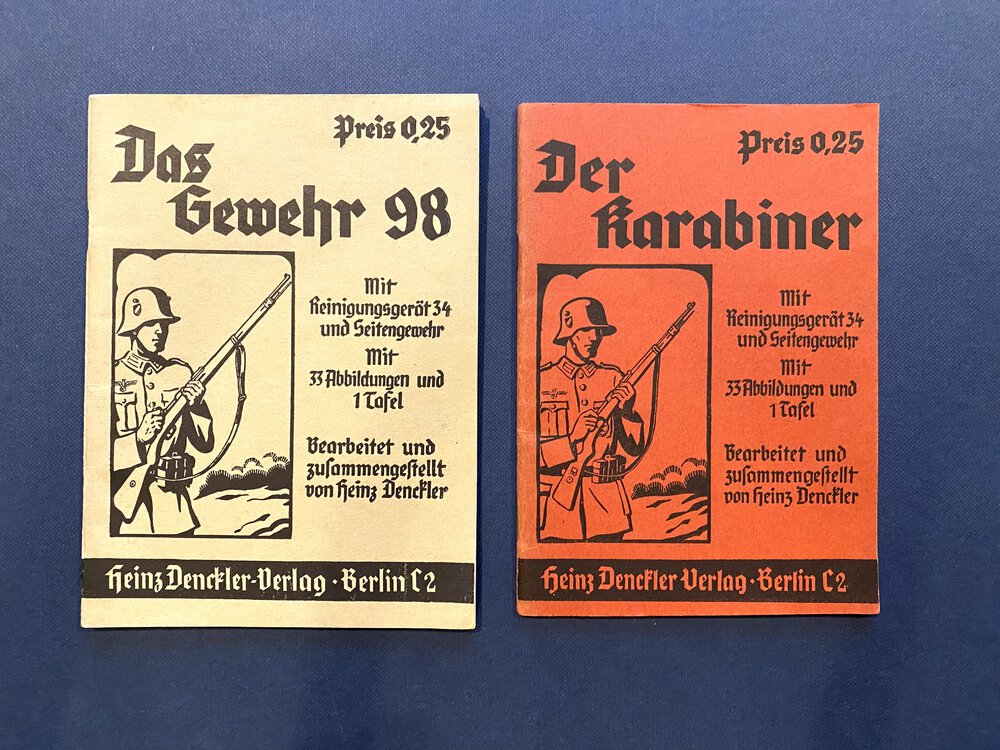 Preis 0,25
Das
Gewehr 98
Mit
Reinigungsgerät 34
und Seitengewehr
Mit
33 Abbildungen und
1 Tafel
Bearbeitet und
zusammengestellt
von Heinz Denckler
Heinz Denckler-Verlag · Berlin C2
Preis 0,25
Der
Karabiner
Mit
Reinigungsgerät 34
und Seitengewehr
Mit
33 Abbildungen und
1 Tafel
Bearbeitet und
zusammengestellt
von Heinz Denckler
Heinz Denckler Verlag · Berlin C2